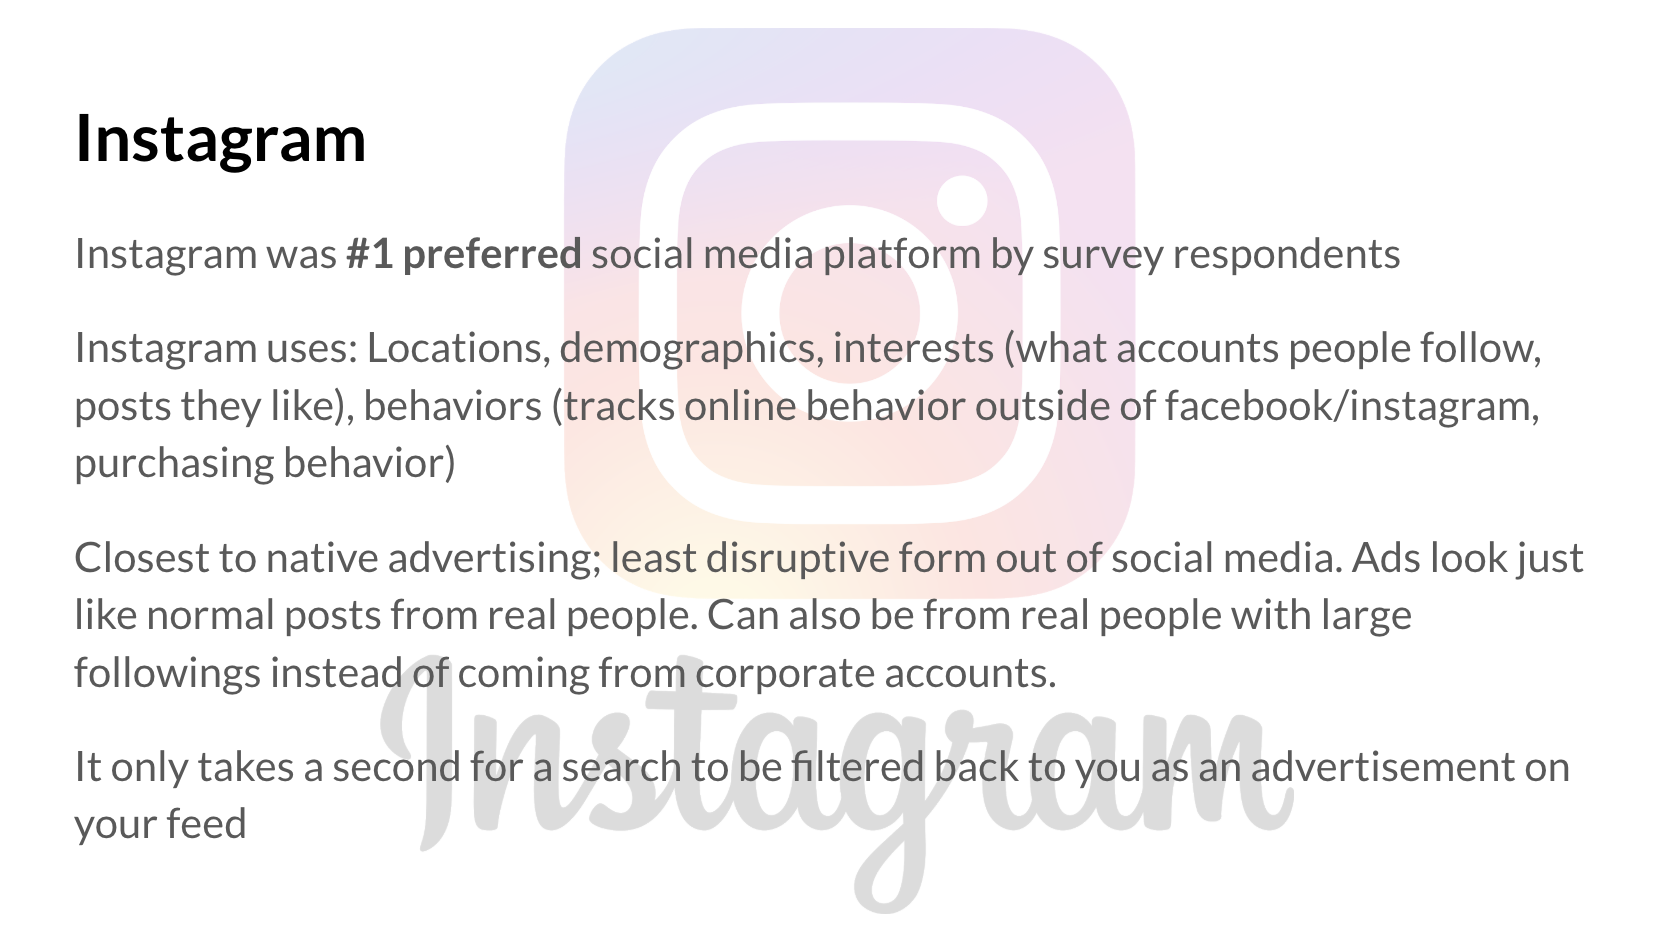 Instagram
Instagram was #1 preferred social media platform by survey respondents
Instagram uses: Locations, demographics, interests (what accounts people follow,
posts they like), behaviors (tracks online behavior outside of facebook/instagram,
purchasing behavior)
Closest to native advertising; least disruptive form out of social media. Ads look just
like normal posts from real people. Can also be from real people with large
followings instead of coming from corporate accounts.
Instagram
It only takes a second for a search to be filtered back to you as an advertisement on
your feed